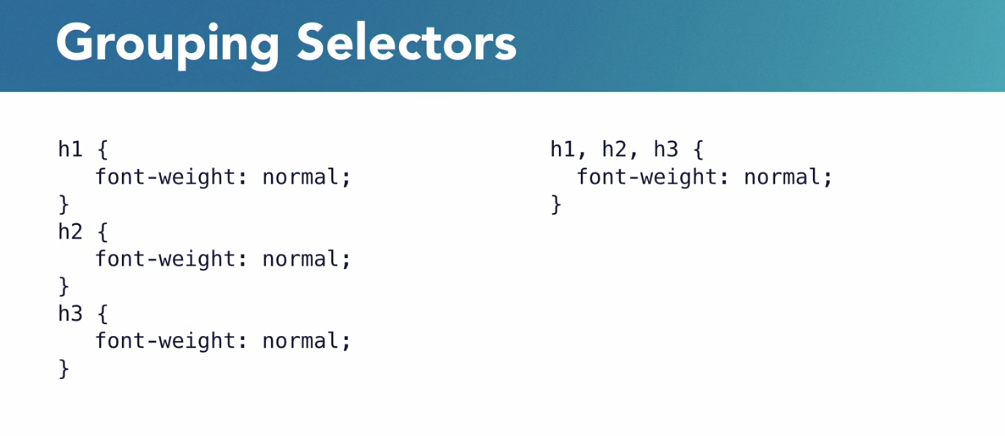 Grouping Selectors
h1 {
   font-weight: normal;
}
h2 {
   font-weight: normal;
}
h3 {
   font-weight: normal;
}
h1, h2, h3 {
  font-weight: normal;
}